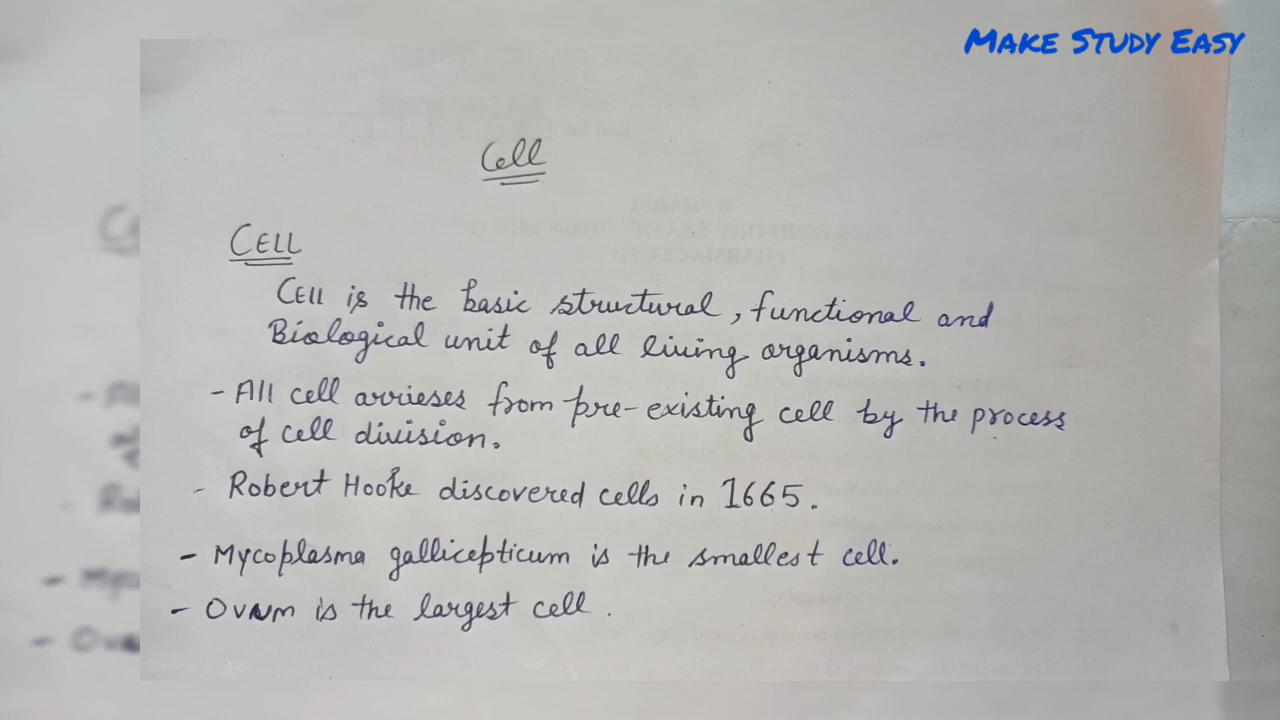 MAKE STUDY EASY
Cell
CELL
CEll is the basic structural, functional and
Biological unit of all living organisms.
- All cell arrieses from pre-existing cell by the process
of cell division.
- Robert Hooke discovered cells in 1665.
- Mycoplasma gallicepticum is the smallest cell.
- Ovum is the largest cell.